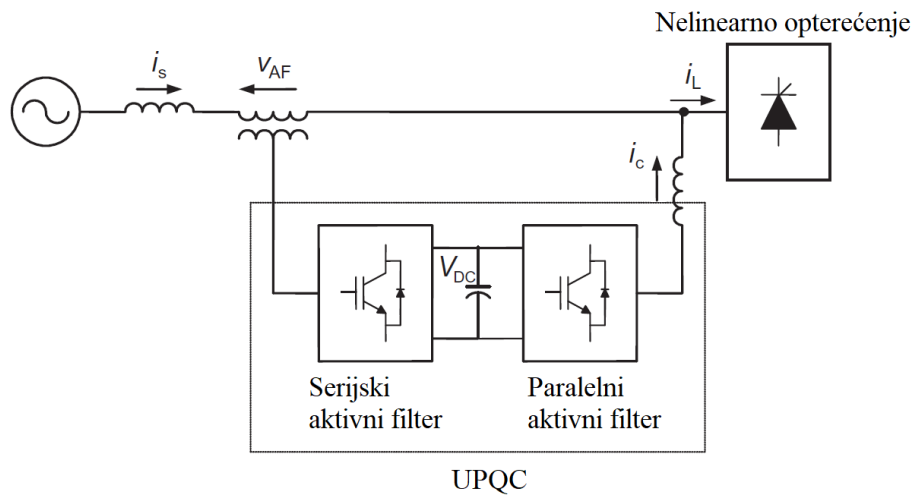 Nelinearno opterećenje
is
vAF
iL
ic
VDC
Serijski
aktivni filter
Paralelni
aktivni filter
UPQC